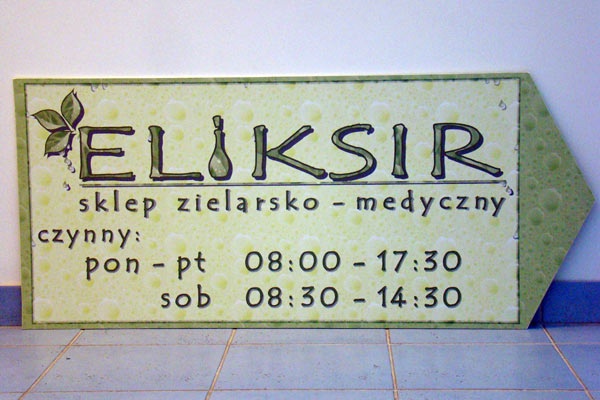 ELIKSIR
sklep zielarsko - medyczny
czynny:
pon - pt 08:00 - 17:30
sob 08:30 - 14:30